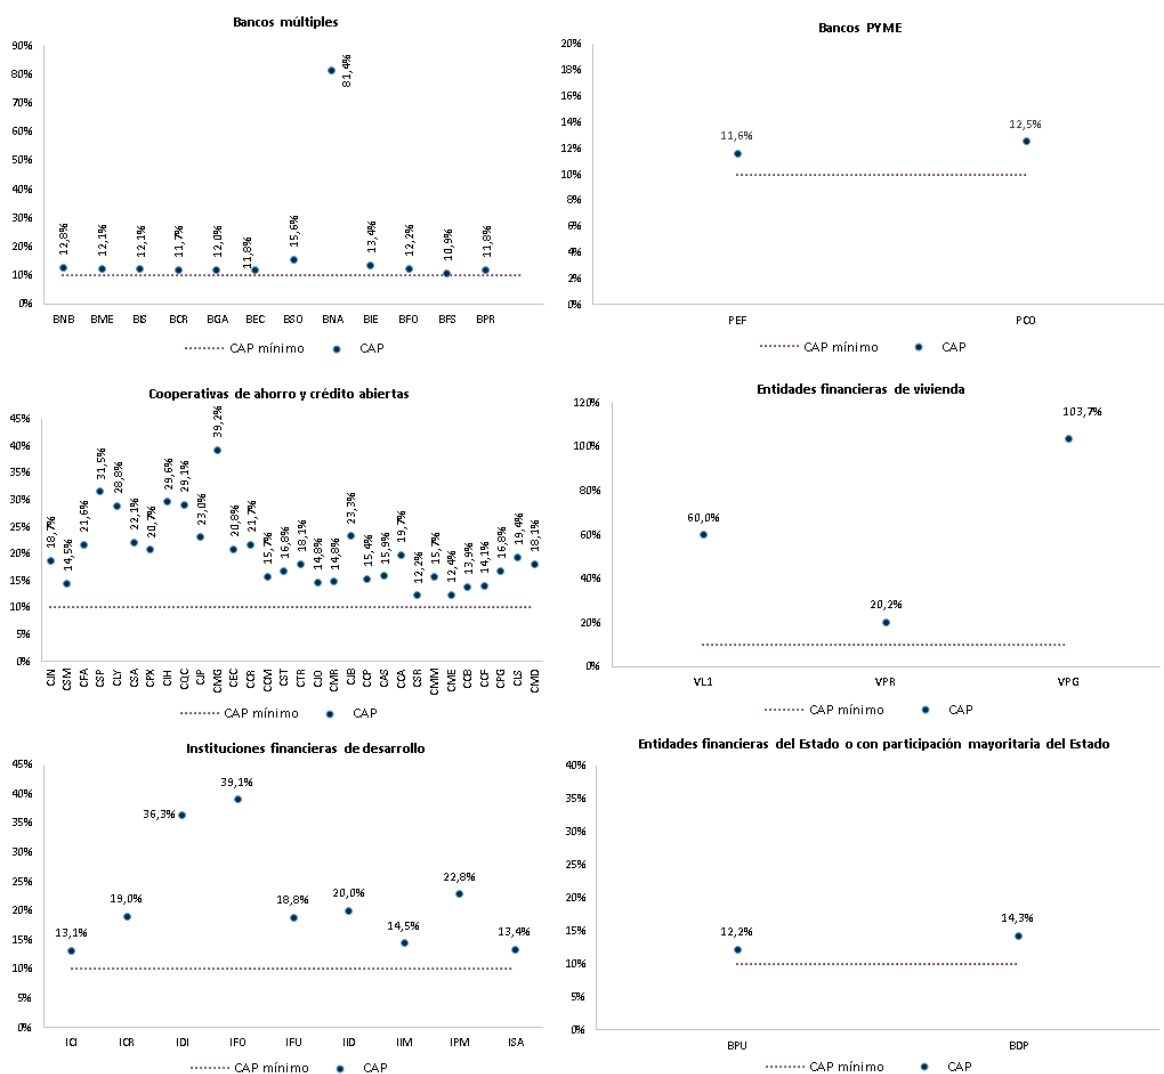 Bancos múltiples
90%
80%
70%
60%
50%
40%
30%
20%
10%
0%
12,8%
12,1%
12,1%
11,7%
12,0%
11,8%
15,6%
81,4%
13,4%
12,2%
10,9%
11,8%
BNB BME BIS BCR BGA BEC BSO BNA BIE BFO BFS BPR
CAP mínimo CAP
Bancos PYME
20%
18%
16%
14%
12%
10%
8%
6%
4%
2%
0%
11,6%
12,5%
PEF PCO
CAP mínimo CAP
Cooperativas de ahorro y crédito abiertas
45%
40%
35%
30%
25%
20%
15%
10%
5%
0%
18,7%
14,5%
21,6%
31,5%
28,8%
22,1%
20,7%
29,6%
29,1%
23,0%
39,2%
20,8%
21,7%
15,7%
16,8%
18,1%
14,8%
14,8%
23,3%
15,4%
15,9%
19,7%
12,2%
15,7%
12,4%
13,9%
14,1%
16,8%
19,4%
18,1%
CJN
CSM
CFA
CSP
CLY
CSA
CPX
CIH
CQC
CJP
CMG
CEC
CCR
CCM
CST
CTR
CJO
CMR
CJB
CCP
CAS
CCA
CSR
CMM
CME
CCB
CCF
CPG
CLS
CMD
CAP mínimo CAP
Entidades financieras de vivienda
120%
100%
80%
60%
40%
20%
0%
60,0%
20,2%
103,7%
VL1 VPR VPG
CAP mínimo CAP
Instituciones financieras de desarrollo
45%
40%
35%
30%
25%
20%
15%
10%
5%
0%
13,1%
19,0%
36,3%
39,1%
18,8%
20,0%
14,5%
22,8%
13,4%
ICI ICR IDI IFO IFU IID IIM IPM ISA
CAP mínimo CAP
Entidades financieras del Estado o con participación mayoritaria del Estado
40%
35%
30%
25%
20%
15%
10%
5%
0%
12,2%
14,3%
BPU BDP
CAP mínimo CAP